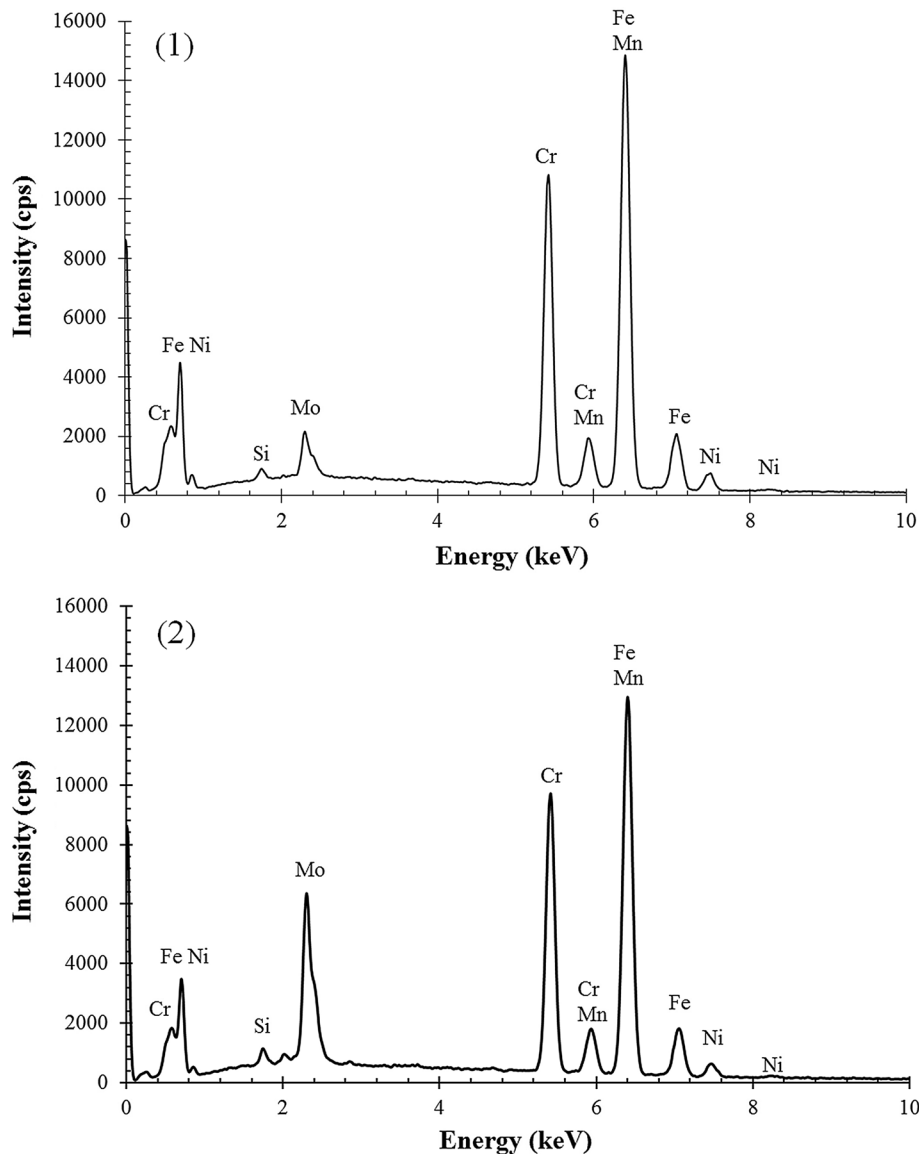 (1)
16000
14000
12000
10000
8000
6000
4000
2000
0
Intensity (cps)
Cr
Fe Ni
Si
Mo
Cr
Cr
Mn
Fe
Mn
Fe
Ni
Ni
0 2 4 6 8 10
Energy (keV)
(2)
16000
14000
12000
10000
8000
6000
4000
2000
0
Intensity (cps)
Cr
Fe Ni
Si
Mo
Cr
Cr
Mn
Fe
Mn
Fe
Ni
Ni
0 2 4 6 8 10
Energy (keV)